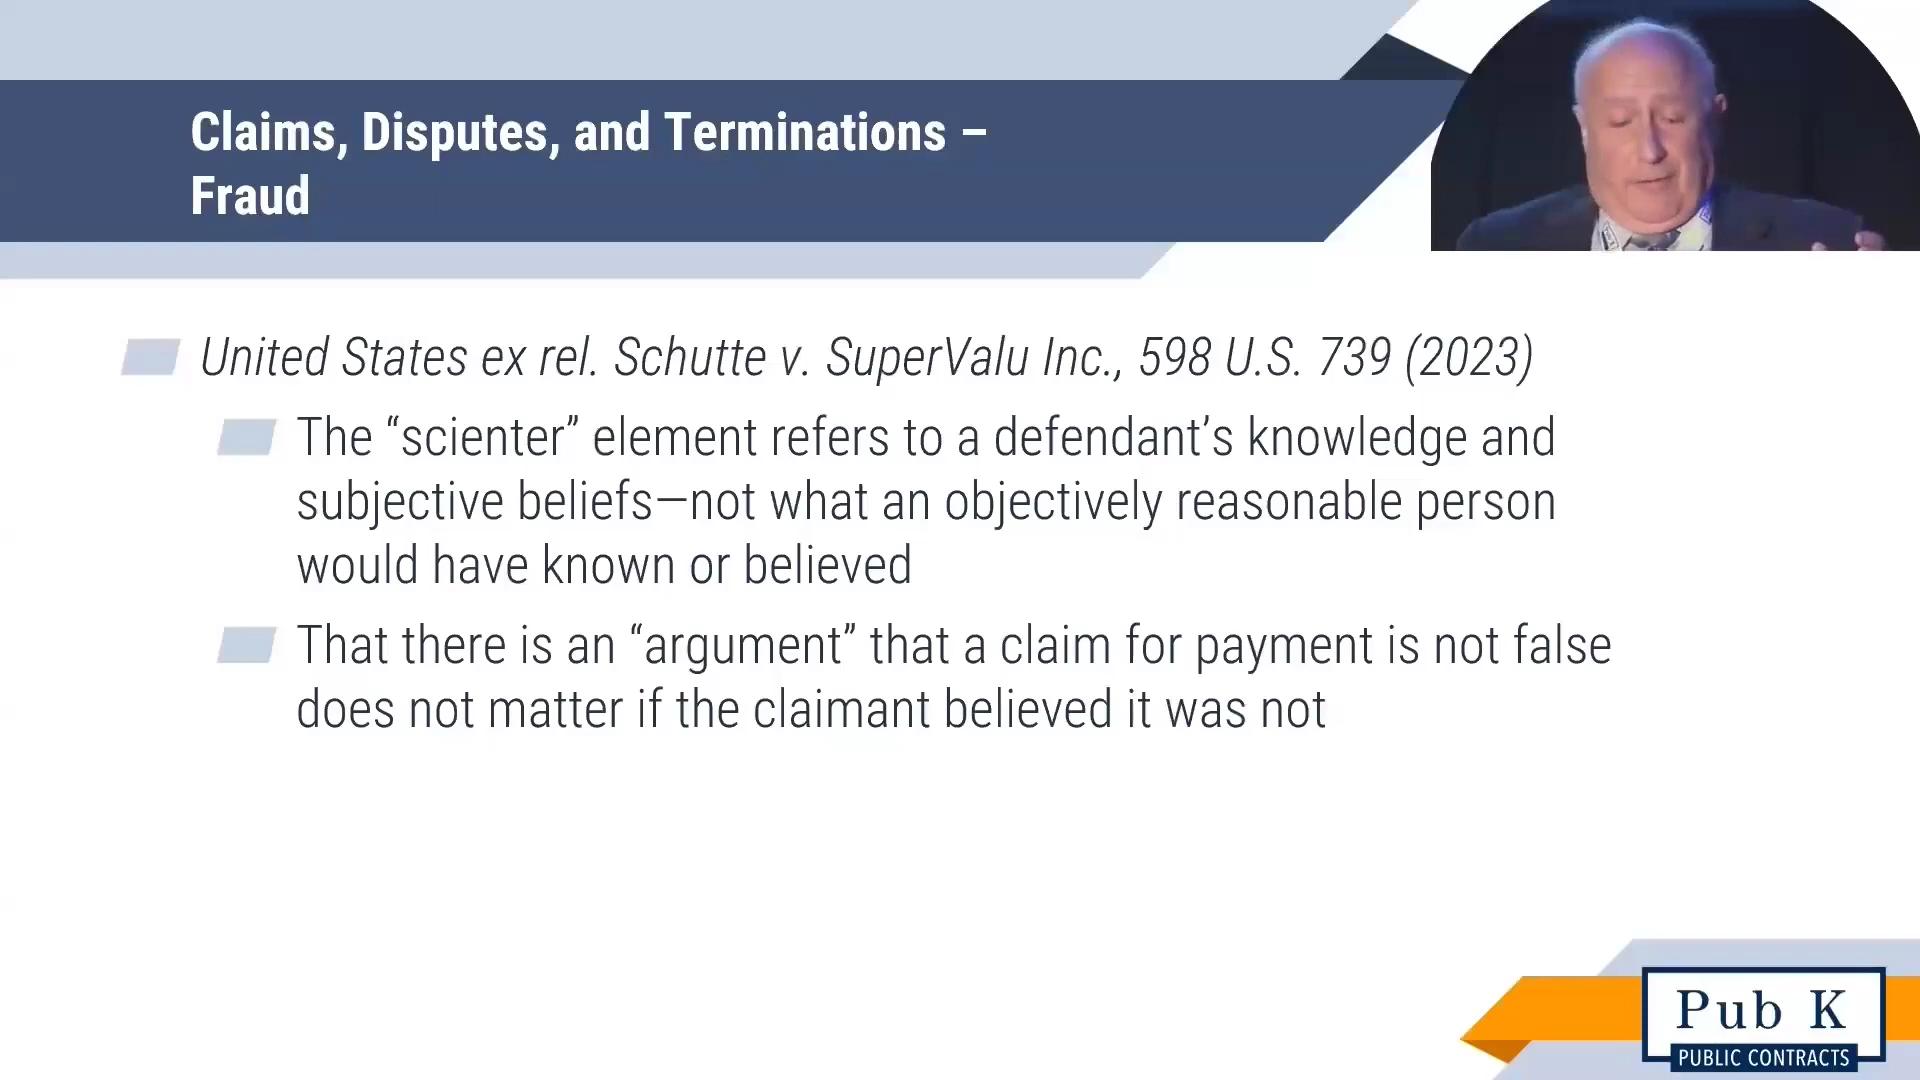 Claims, Disputes, and Terminations –
Fraud
United States ex rel. Schutte v. SuperValu Inc., 598 U.S. 739 (2023)
The “scienter” element refers to a defendant’s knowledge and
subjective beliefs—not what an objectively reasonable person
would have known or believed
That there is an “argument” that a claim for payment is not false
does not matter if the claimant believed it was not
Pub K
PUBLIC CONTRACTS